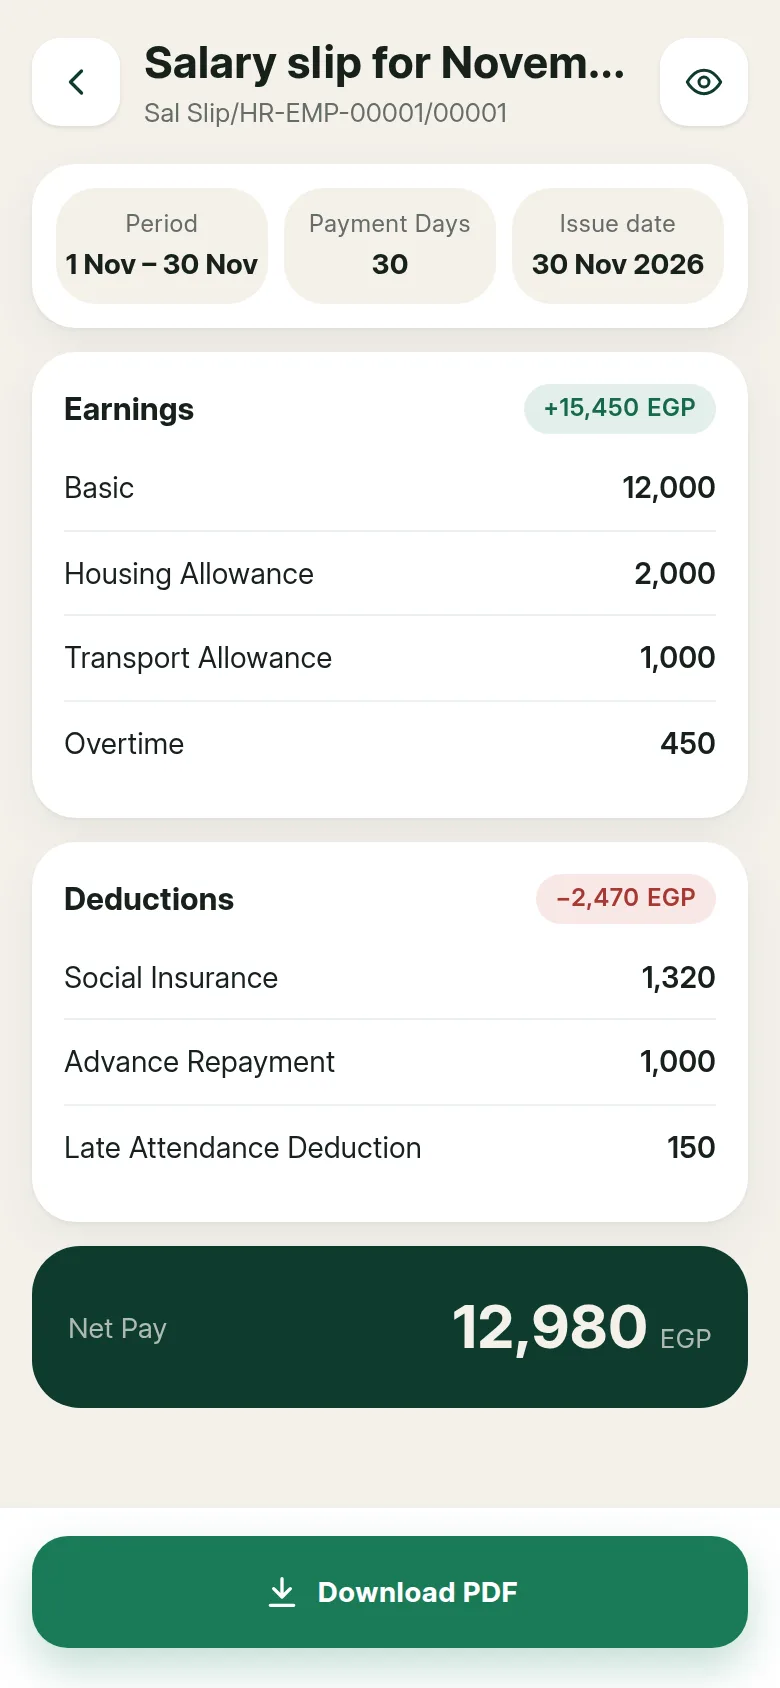 Salary slip for Novem...
Sal Slip/HR-EMP-00001/00001
Period
1 Nov – 30 Nov
Payment Days
30
Issue date
30 Nov 2026
Earnings
+15,450 EGP
Basic
12,000
Housing Allowance
2,000
Transport Allowance
1,000
Overtime
450
Deductions
−2,470 EGP
Social Insurance
1,320
Advance Repayment
1,000
Late Attendance Deduction
150
Net Pay
12,980 EGP
Download PDF